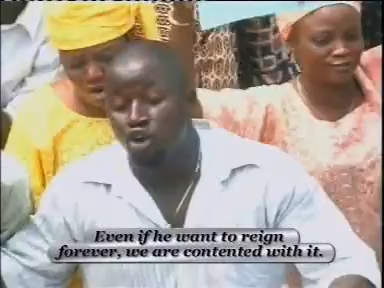 Even if he want to reign
forever, we are contented with it.